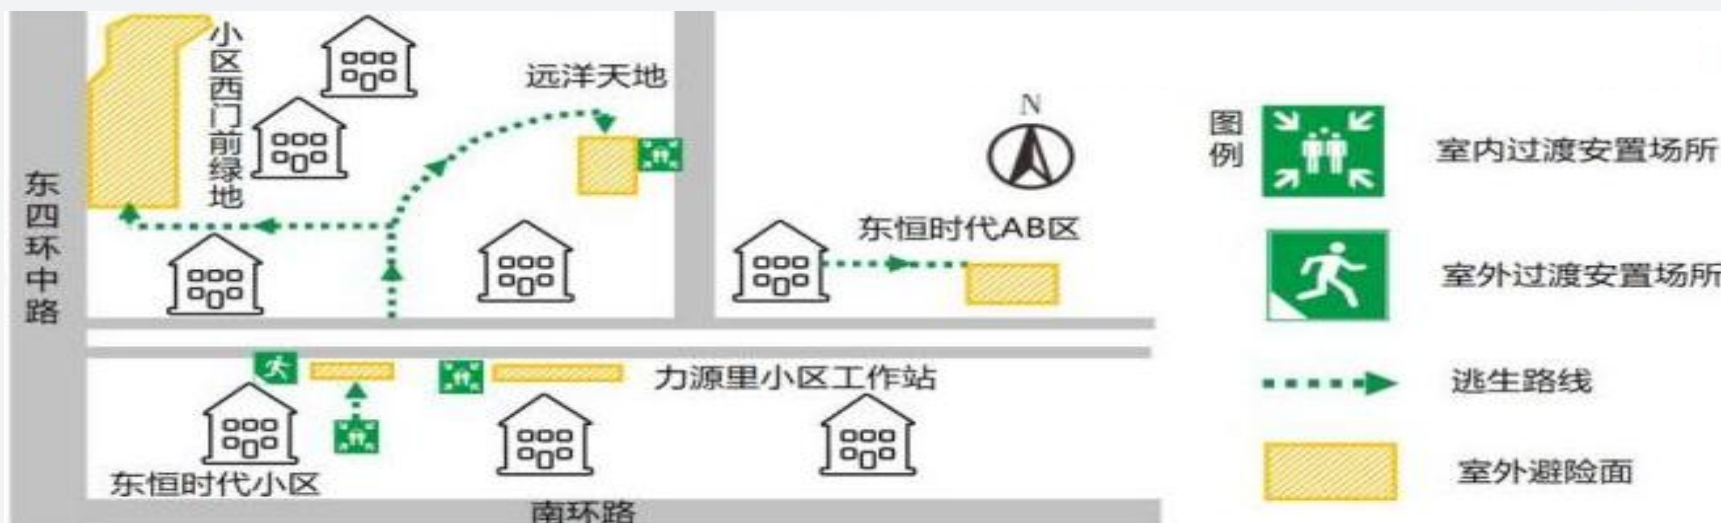 小区西门前绿地
远洋天地
N
东四环中路
东恒时代AB区
力源里小区工作站
东恒时代小区
南环路
图例
室内过渡安置场所
室外过渡安置场所
逃生路线
室外避险面